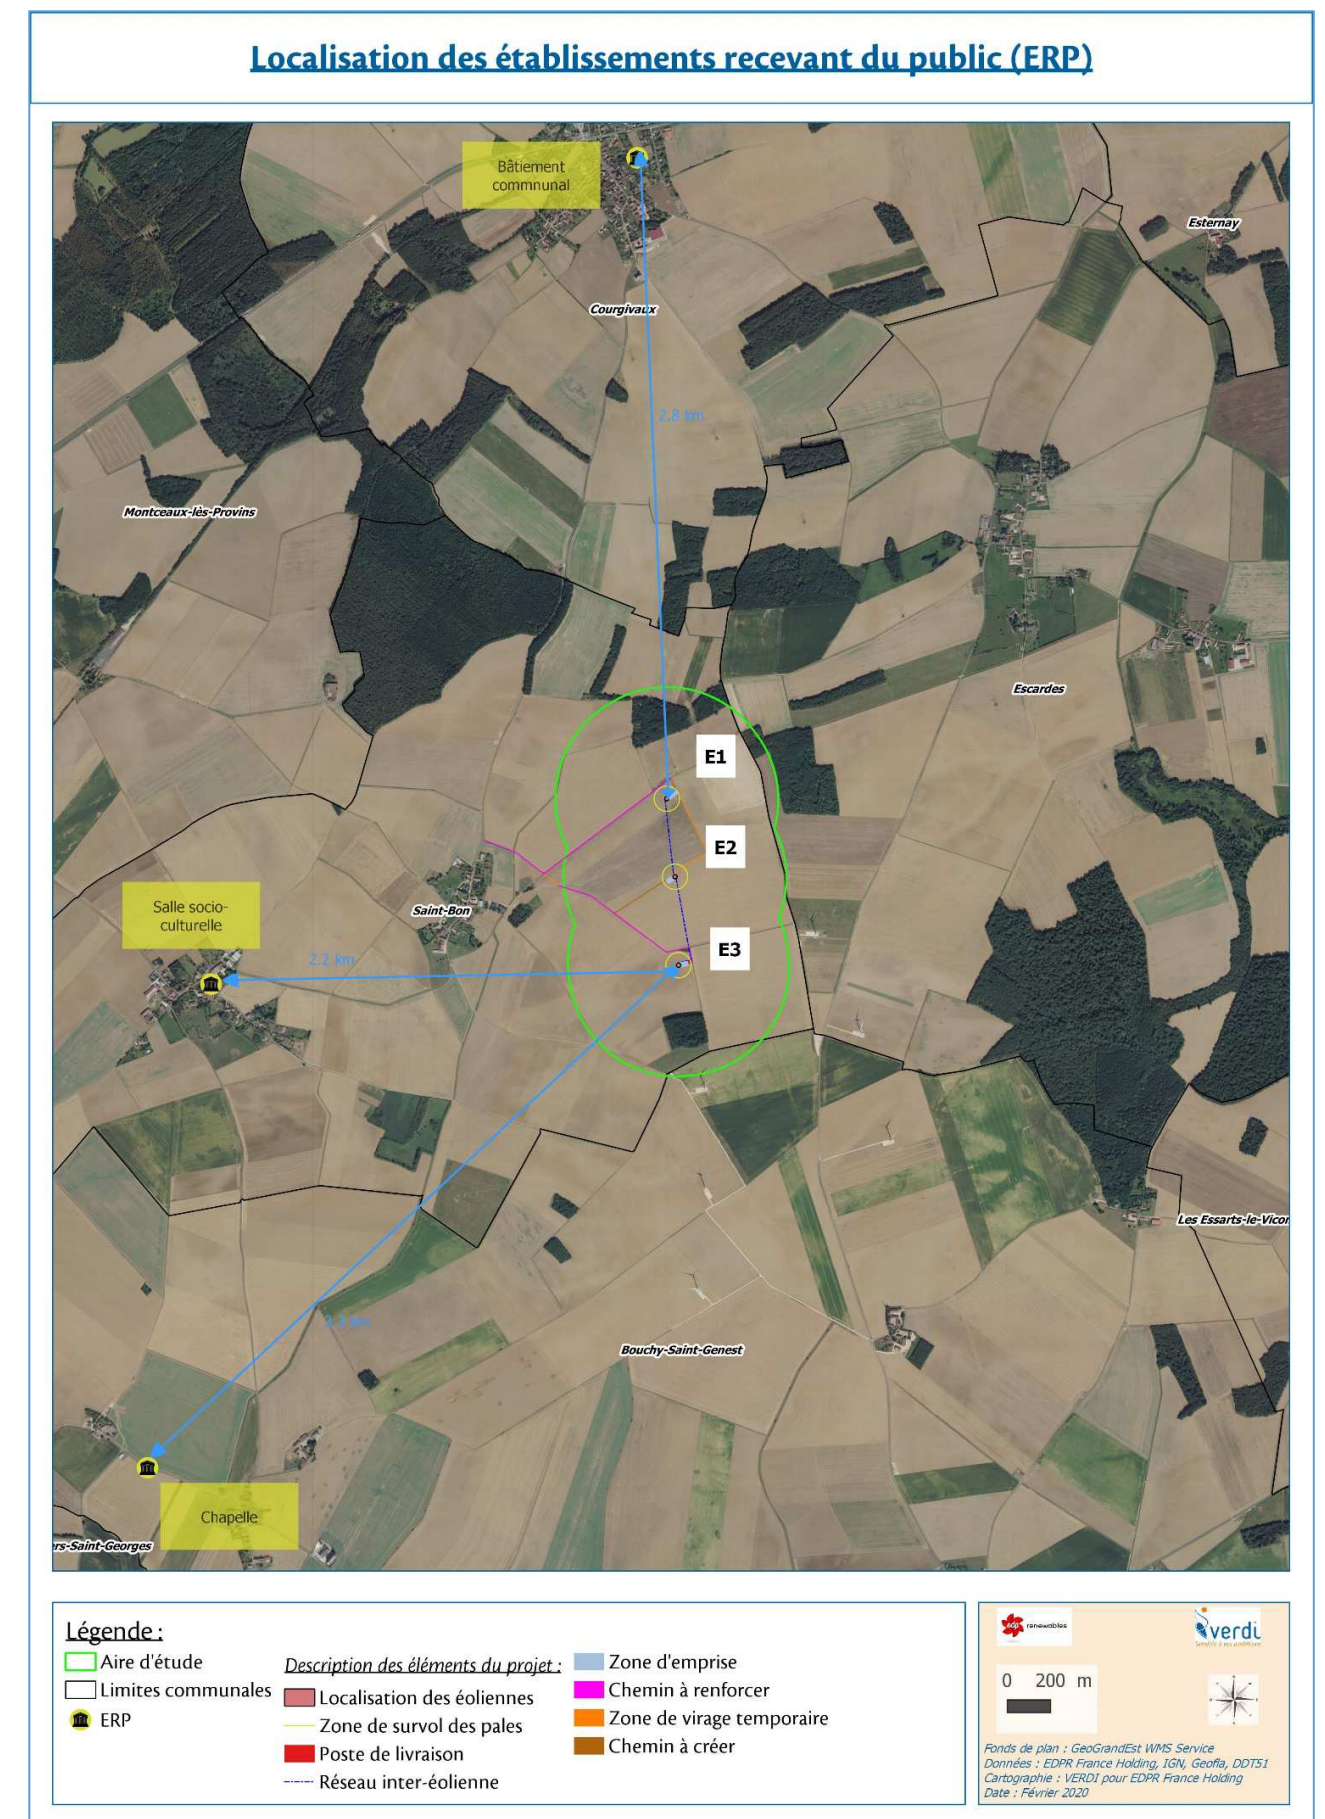 Localisation des établissements recevant du public (ERP)
Bâtiement
commnunal
Esternay
Courgivaux
2.8 km
Montceaux-lès-Provins
Escardes
E1
E2
Salle socio-
culturelle
Saint-Bon
E3
2.2 km
Les Essarts-le-Vicor
Bouchy-Saint-Genest
Chapelle
rs-Saint-Georges
Légende :
Aire d'étude
Limites communales
ERP
Description des éléments du projet :
Localisation des éoliennes
Zone de survol des pales
Poste de livraison
Réseau inter-éolienne
Zone d'emprise
Chemin à renforcer
Zone de virage temporaire
Chemin à créer
edp renewables
verdi
0 200 m
Fonds de plan : GeoGrandEst WMS Service
Données : EDPR France Holding, IGN, Geofla, DDT51
Cartographie : VERDI pour EDPR France Holding
Date : Février 2020